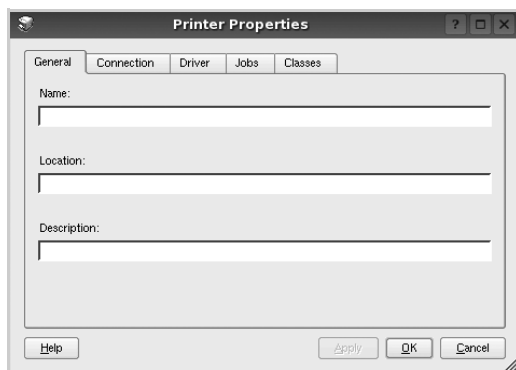 Printer Properties
?
General Connection Driver Jobs Classes
Name:
Location:
Description:
Help Apply OK Cancel